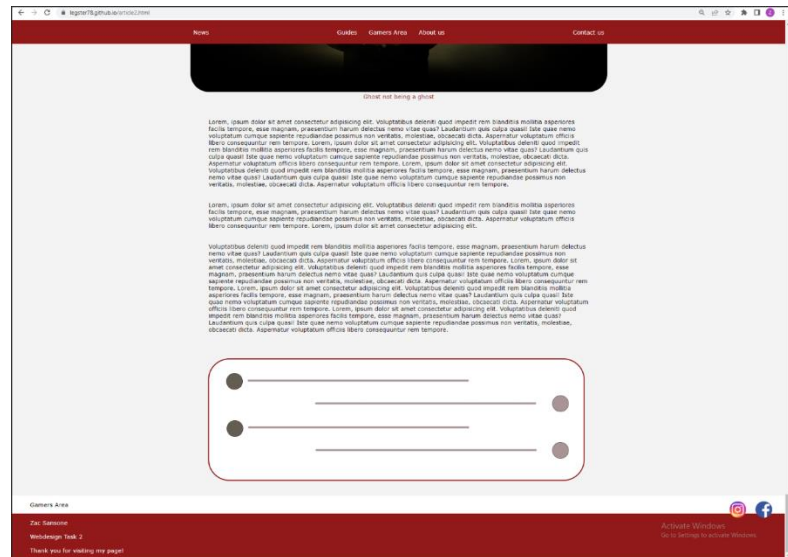 legster78.github.io/article2.html
News Guides Gamers Area About us Contact us
Ghost not being a ghost
Lorem, ipsum dolor sit amet consectetur adipisicing elit. Voluptatibus deleniti quod impedit rem blanditiis mollitia asperiores
facilis tempore, esse magnam, praesentium harum delectus nemo vitae quas? Laudantium quis culpa quasi! Iste quae nemo
voluptatum cumque sapiente repudiandae possimus non veritatis, molestiae, obcaecati dicta. Aspernatur voluptatum officiis
libero consequuntur rem tempore. Lorem, ipsum dolor sit amet consectetur adipisicing elit. Voluptatibus deleniti quod impedit
rem blanditiis mollitia asperiores facilis tempore, esse magnam, praesentium harum delectus nemo vitae quas? Laudantium quis
culpa quasi! Iste quae nemo voluptatum cumque sapiente repudiandae possimus non veritatis, molestiae, obcaecati dicta.
Aspernatur voluptatum officiis libero consequuntur rem tempore. Lorem, ipsum dolor sit amet consectetur adipisicing elit.
Voluptatibus deleniti quod impedit rem blanditiis mollitia asperiores facilis tempore, esse magnam, praesentium harum delectus
nemo vitae quas? Laudantium quis culpa quasi! Iste quae nemo voluptatum cumque sapiente repudiandae possimus non
veritatis, molestiae, obcaecati dicta. Aspernatur voluptatum officiis libero consequuntur rem tempore.
Lorem, ipsum dolor sit amet consectetur adipisicing elit. Voluptatibus deleniti quod impedit rem blanditiis mollitia asperiores
facilis tempore, esse magnam, praesentium harum delectus nemo vitae quas? Laudantium quis culpa quasi! Iste quae nemo
voluptatum cumque sapiente repudiandae possimus non veritatis, molestiae, obcaecati dicta. Aspernatur voluptatum officiis
libero consequuntur rem tempore. Lorem, ipsum dolor sit amet consectetur adipisicing elit.
Voluptatibus deleniti quod impedit rem blanditiis mollitia asperiores facilis tempore, esse magnam, praesentium harum delectus
nemo vitae quas? Laudantium quis culpa quasi! Iste quae nemo voluptatum cumque sapiente repudiandae possimus non
veritatis, molestiae, obcaecati dicta. Aspernatur voluptatum officiis libero consequuntur rem tempore. Lorem, ipsum dolor sit
amet consectetur adipisicing elit. Voluptatibus deleniti quod impedit rem blanditiis mollitia asperiores facilis tempore, esse
magnam, praesentium harum delectus nemo vitae quas? Laudantium quis culpa quasi! Iste quae nemo voluptatum cumque
sapiente repudiandae possimus non veritatis, molestiae, obcaecati dicta. Aspernatur voluptatum officiis libero consequuntur rem
tempore. Lorem, ipsum dolor sit amet consectetur adipisicing elit. Voluptatibus deleniti quod impedit rem blanditiis mollitia
asperiores facilis tempore, esse magnam, praesentium harum delectus nemo vitae quas? Laudantium quis culpa quasi! Iste
quae nemo voluptatum cumque sapiente repudiandae possimus non veritatis, molestiae, obcaecati dicta. Aspernatur voluptatum
officiis libero consequuntur rem tempore. Lorem, ipsum dolor sit amet consectetur adipisicing elit. Voluptatibus deleniti quod
impedit rem blanditiis mollitia asperiores facilis tempore, esse magnam, praesentium harum delectus nemo vitae quas?
Laudantium quis culpa quasi! Iste quae nemo voluptatum cumque sapiente repudiandae possimus non veritatis, molestiae,
obcaecati dicta. Aspernatur voluptatum officiis libero consequuntur rem tempore.
Gamers Area
Zac Sansone
Webdesign Task 2
Thank you for visiting my page!
Activate Windows
Go to Settings to activate Windows.